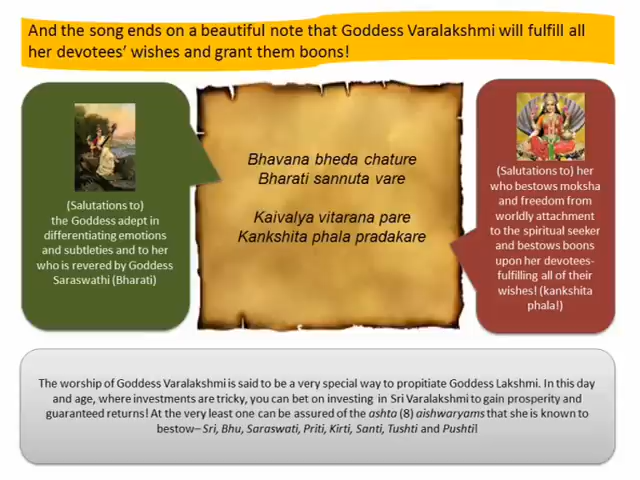 And the song ends on a beautiful note that Goddess Varalakshmi will fulfill all
her devotees’ wishes and grant them boons!
(Salutations to)
the Goddess adept in
differentiating emotions
and subtleties and to her
who is revered by Goddess
Saraswathi (Bharati)
Bhavana bheda chature
Bharati sannuta vare
Kaivalya vitarana pare
Kankshita phala pradakare
(Salutations to) her
who bestows moksha
and freedom from
worldly attachment
to the spiritual seeker
and bestows boons
upon her devotees-
fulfilling all of their
wishes! (kankshita
phala!)
The worship of Goddess Varalakshmi is said to be a very special way to propitiate Goddess Lakshmi. In this day
and age, where investments are tricky, you can bet on investing in Sri Varalakshmi to gain prosperity and
guaranteed returns! At the very least one can be assured of the ashta (8) aishwaryams that she is known to
bestow– Sri, Bhu, Saraswati, Priti, Kirti, Santi, Tushti and Pushti!